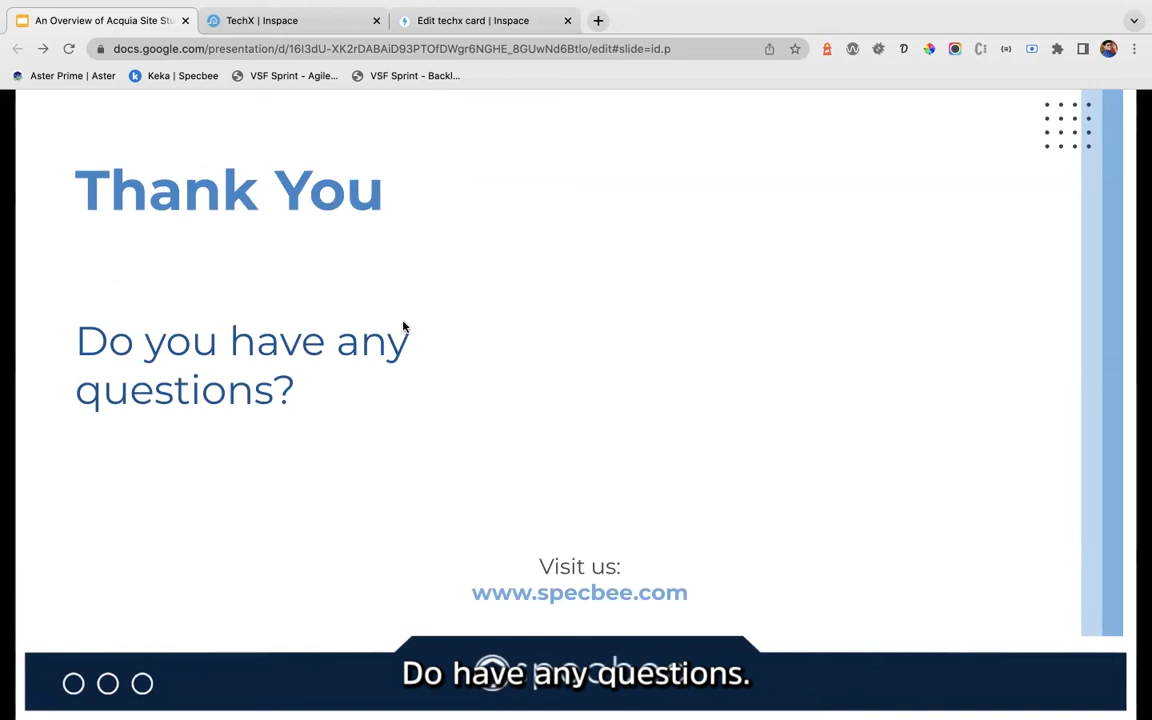 An Overview of Acquia Site Stu
TechX | Inspace
Edit techx card | Inspace
docs.google.com/presentation/d/16I3dU-XK2rDABAiD93PTOfDWgr6NGHE_8GUwNd6Btlo/edit#slide=id.p
Aster Prime | Aster
Keka | Specbee
VSF Sprint - Agile...
VSF Sprint - Backl...
Thank You
Do you have any
questions?
Visit us:
www.specbee.com
Do have any questions.